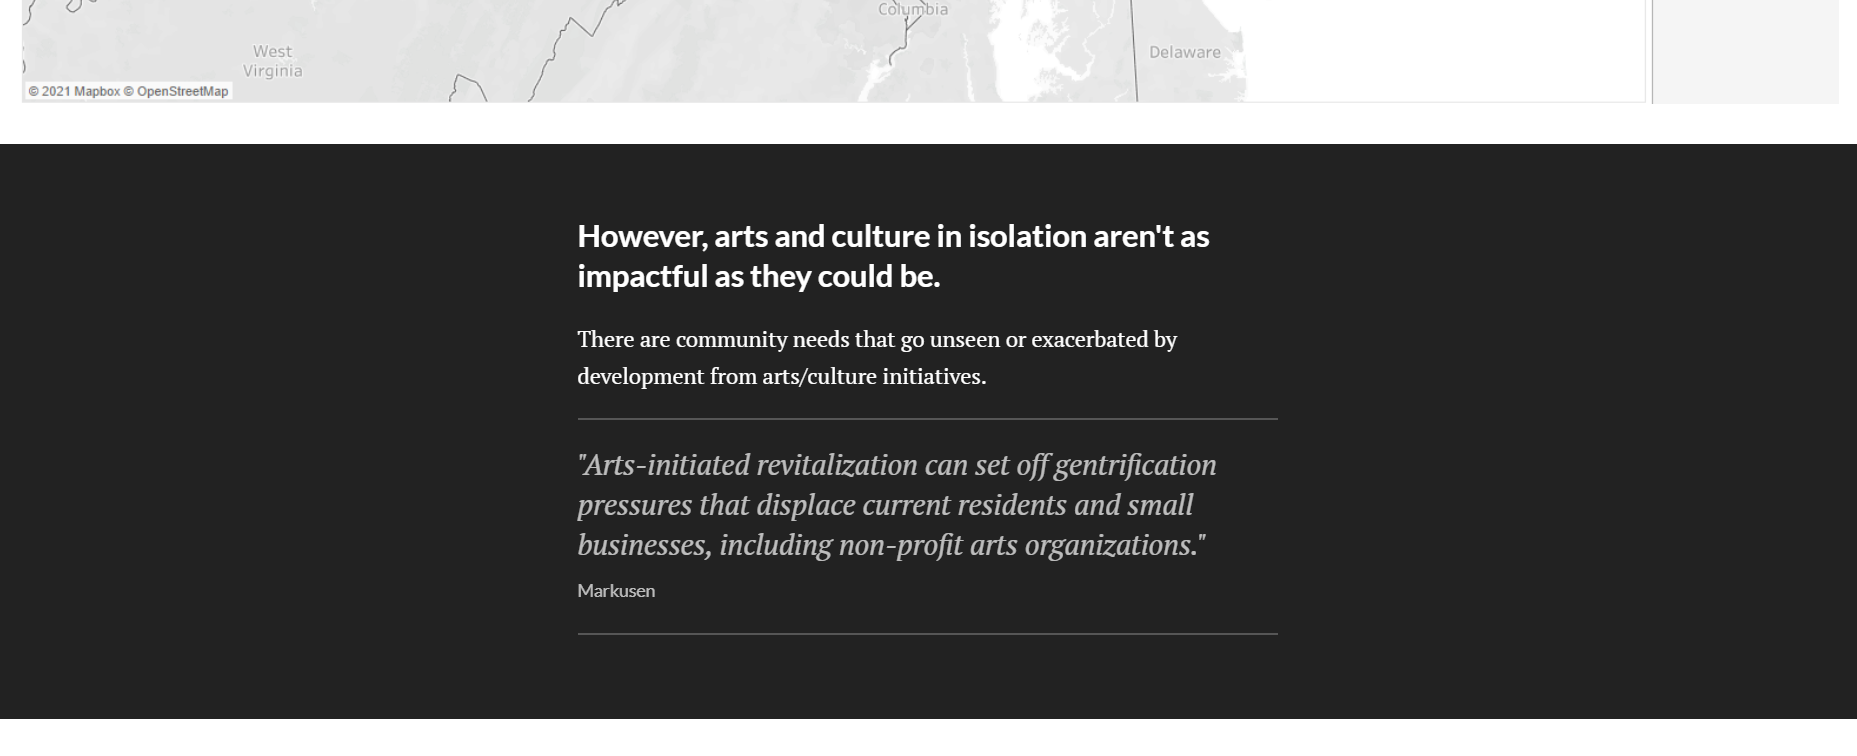 Columbia
West
Virginia
Delaware
© 2021 Mapbox © OpenStreetMap
However, arts and culture in isolation aren't as
impactful as they could be.
There are community needs that go unseen or exacerbated by
development from arts/culture initiatives.
"Arts-initiated revitalization can set off gentrification
pressures that displace current residents and small
businesses, including non-profit arts organizations."
Markusen